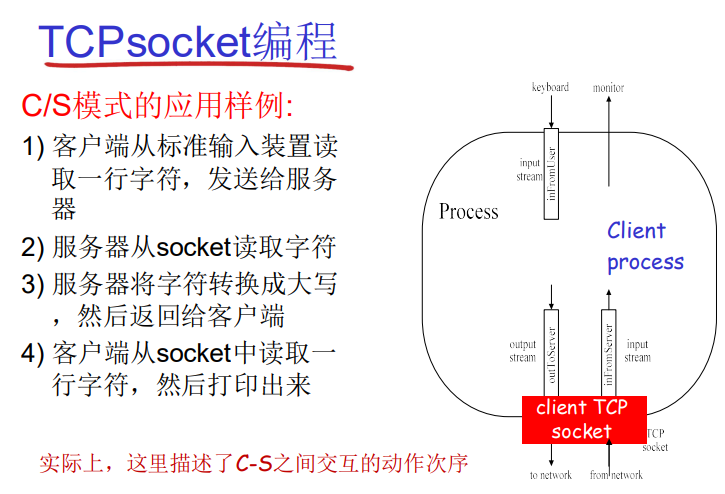 TCPsocket编程
C/S模式的应用样例:
1) 客户端从标准输入装置读
取一行字符，发送给服务
器
2) 服务器从socket读取字符
3) 服务器将字符转换成大写
，然后返回给客户端
4) 客户端从socket中读取一
行字符，然后打印出来
实际上，这里描述了C-S之间交互的动作次序
keyboard
monitor
input
stream
inFromUser
Process
Client
process
output
stream
outToServer
inFromServer
input
stream
client TCP
socket
TCP
socket
to network
from network